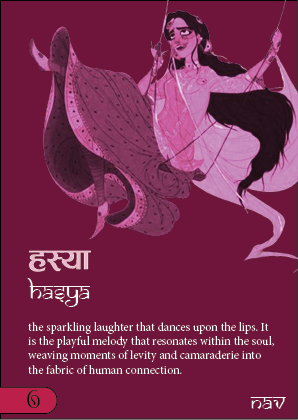 हस्या
hasya
the sparkling laughter that dances upon the lips. It
is the playful melody that resonates within the soul,
weaving moments of levity and camaraderie into
the fabric of human connection.
nav